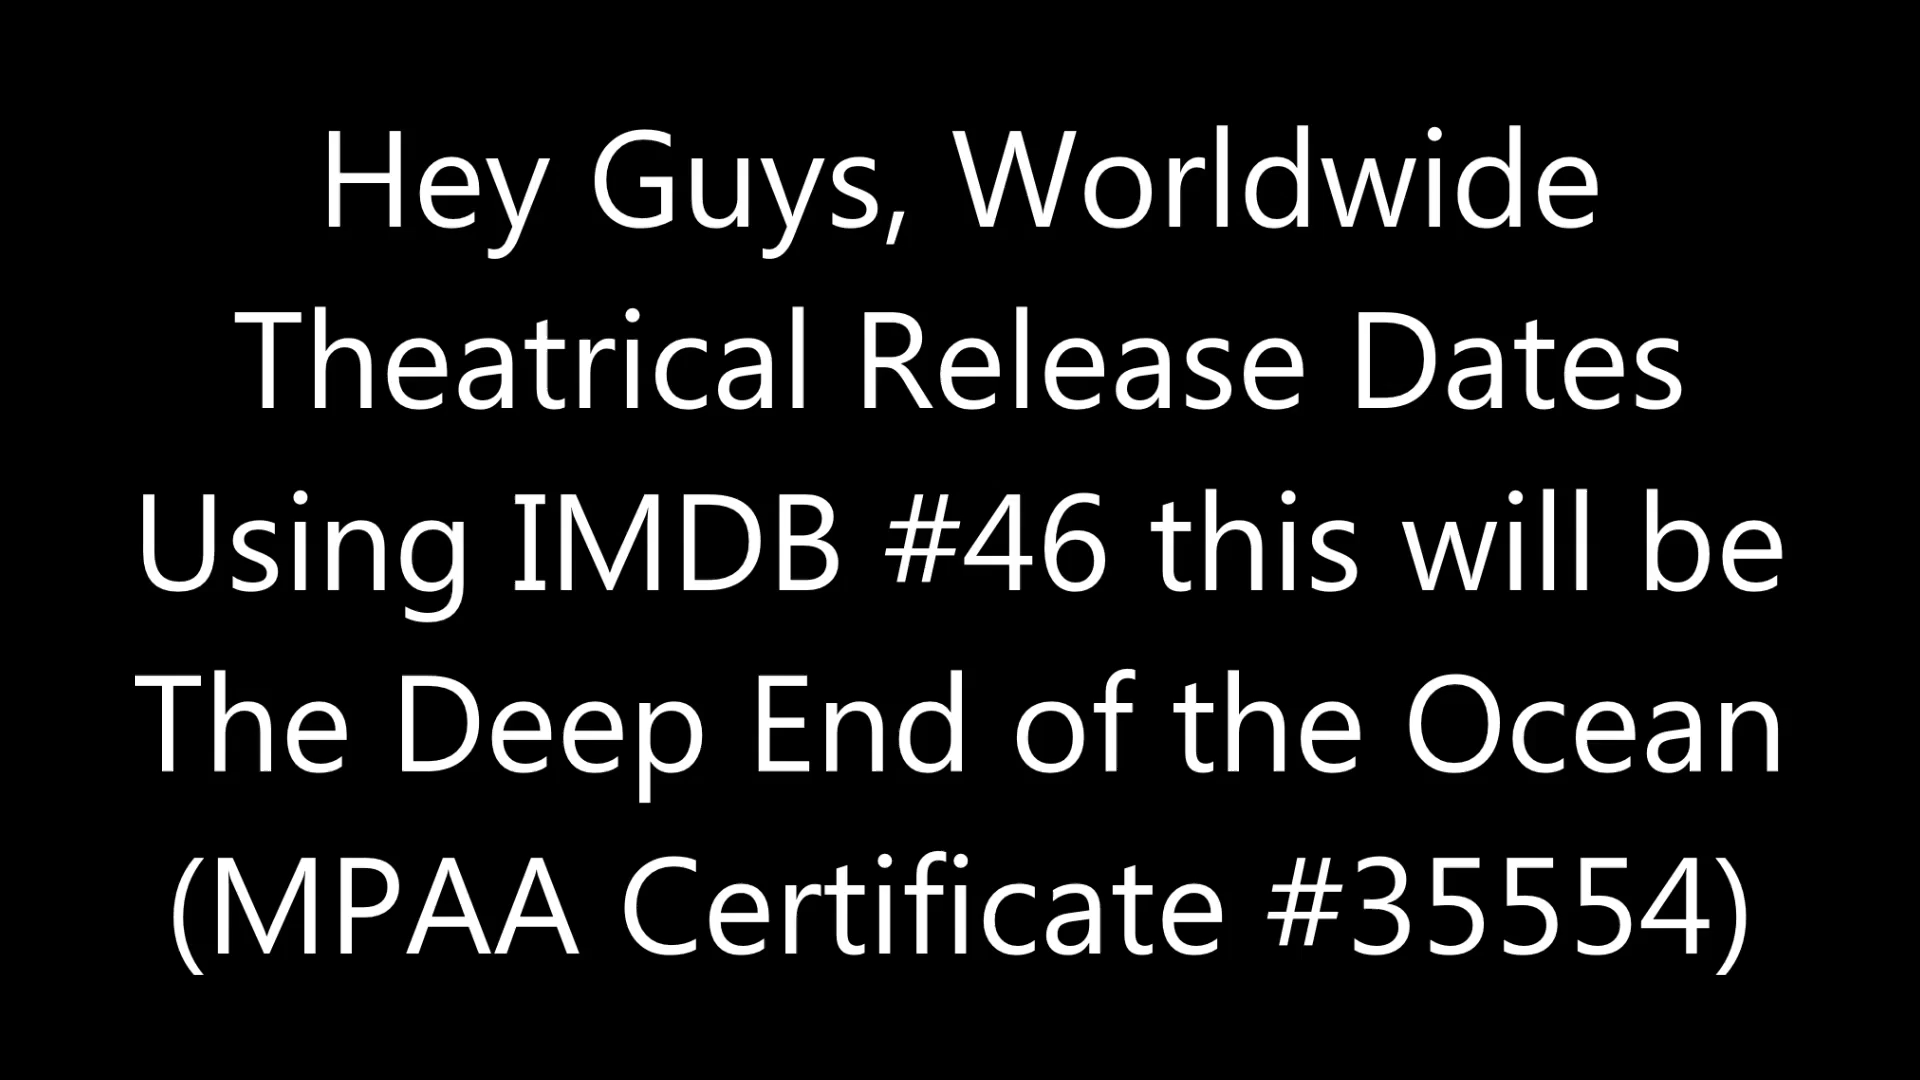 Hey Guys, Worldwide
Theatrical Release Dates
Using IMDB #46 this will be
The Deep End of the Ocean
(MPAA Certificate #35554)